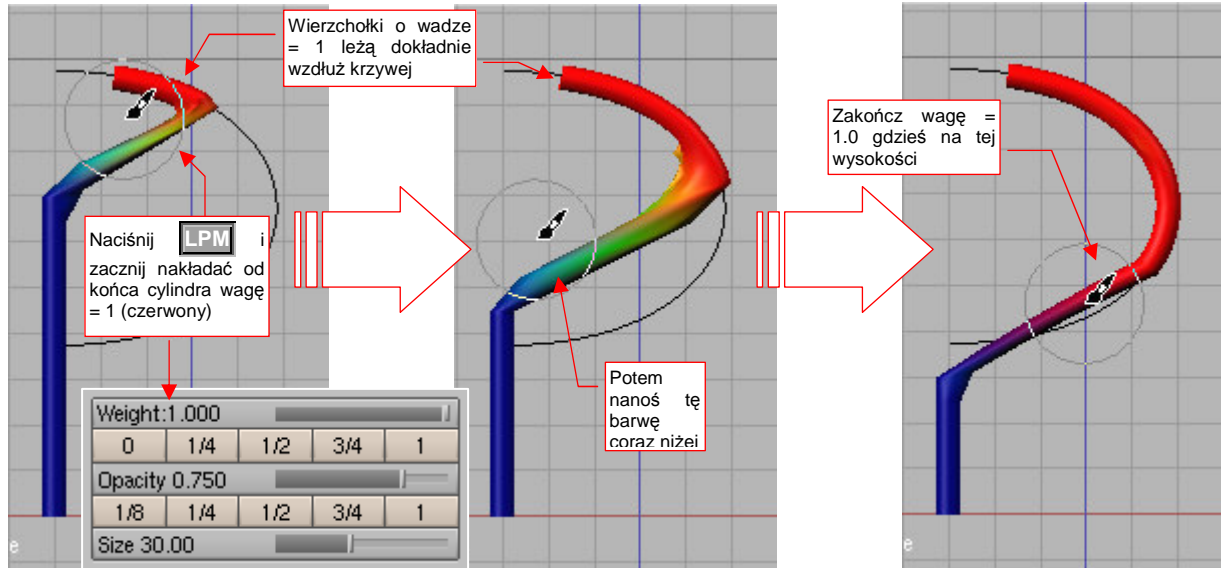 Wierzchołki o wadze
= 1 leżą dokładnie
wzdłuż krzywej
Zakończ wagę =
1.0 gdzieś na tej
wysokości
Naciśnij LPM i
zacznij nakładać od
końca cylindra wagę
= 1 (czerwony)
Potem
nanoś tę
barwę
coraz niżej
Weight:1.000
0 1/4 1/2 3/4 1
Opacity 0.750
1/8 1/4 1/2 3/4 1
Size 30.00
e
e